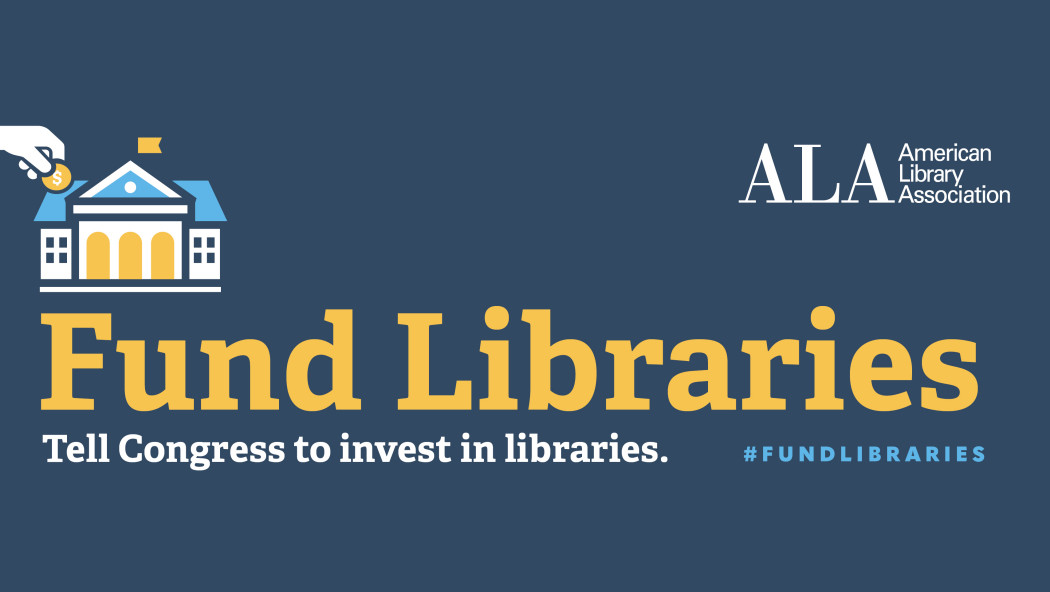 $
ALA
American
Library
Association
Fund Libraries
Tell Congress to invest in libraries.
#FUNDLIBRARIES